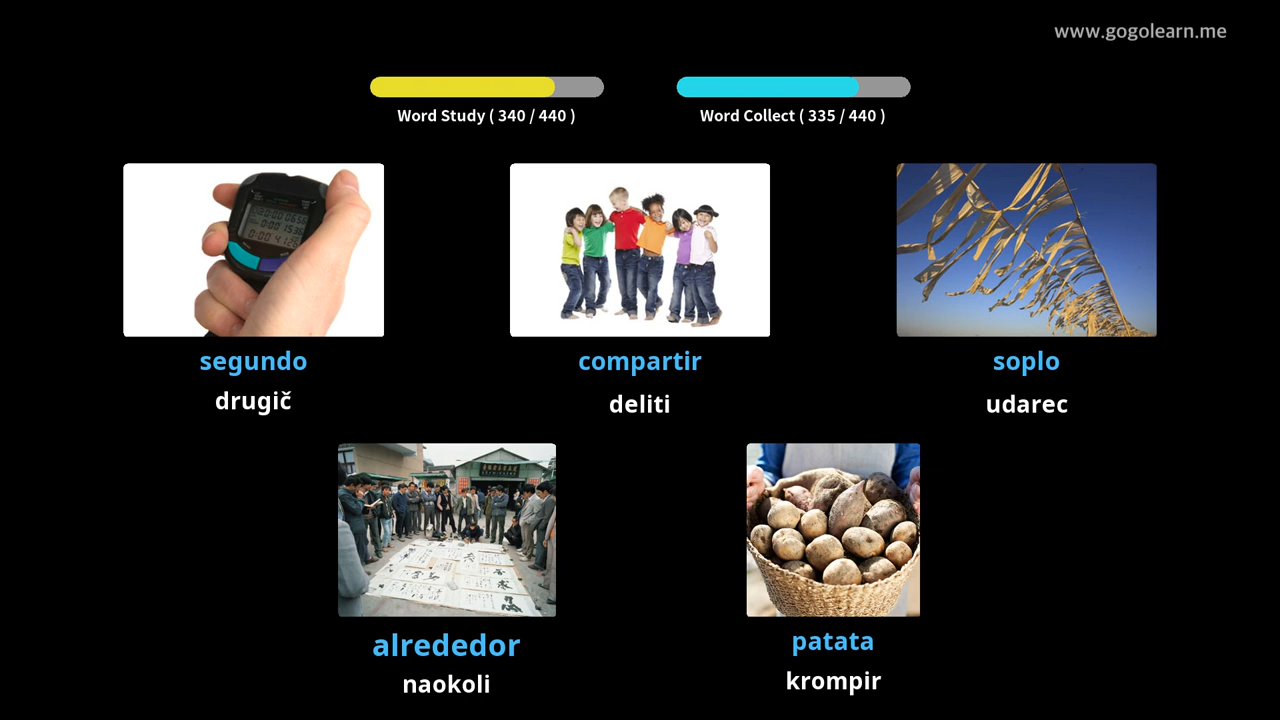 www.gogolearn.me
Word Study ( 340 / 440 )
Word Collect ( 335 / 440 )
segundo
drugič
compartir
deliti
soplo
udarec
alrededor
naokoli
patata
krompir